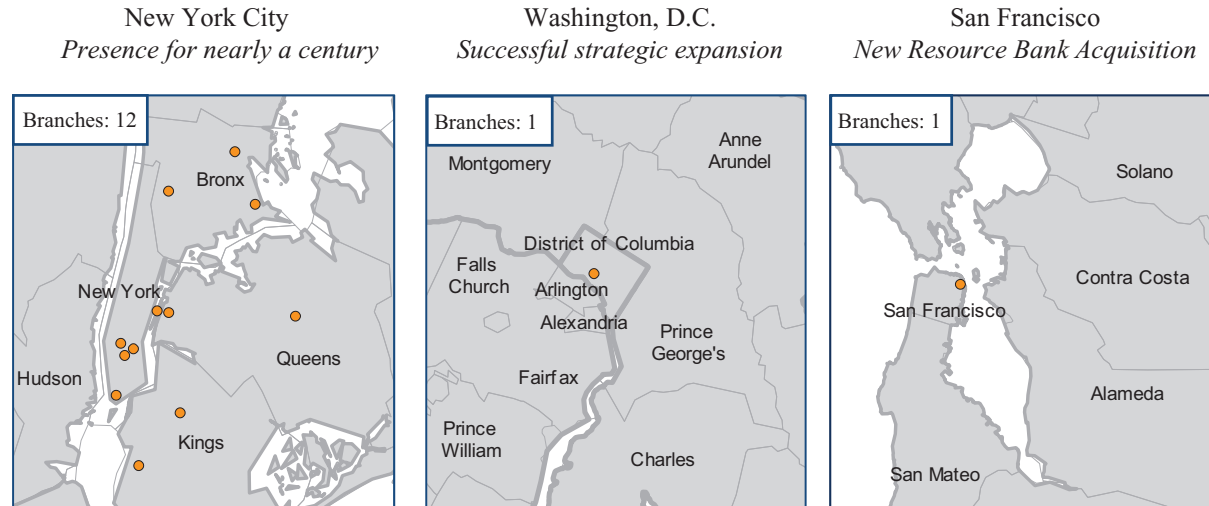 New York City
Presence for nearly a century
Branches: 12
Bronx
New York
Hudson
Queens
Kings
Washington, D.C.
Successful strategic expansion
Branches: 1
Montgomery
Anne
Arundel
District of Columbia
Falls
Church
Arlington
Alexandria
Prince
George's
Fairfax
Prince
William
Charles
San Francisco
New Resource Bank Acquisition
Branches: 1
Solano
Contra Costa
San Francisco
Alameda
San Mateo